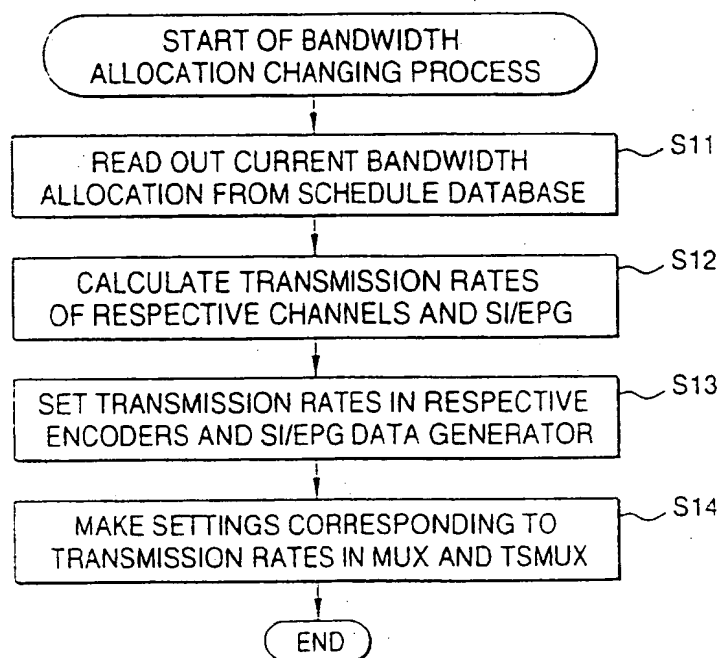 START OF BANDWIDTH
ALLOCATION CHANGING PROCESS
READ OUT CURRENT BANDWIDTH
ALLOCATION FROM SCHEDULE DATABASE
S11
CALCULATE TRANSMISSION RATES
OF RESPECTIVE CHANNELS AND SI/EPG
S12
SET TRANSMISSION RATES IN RESPECTIVE
ENCODERS AND SI/EPG DATA GENERATOR
S13
MAKE SETTINGS CORRESPONDING TO
TRANSMISSION RATES IN MUX AND TSMUX
S14
END